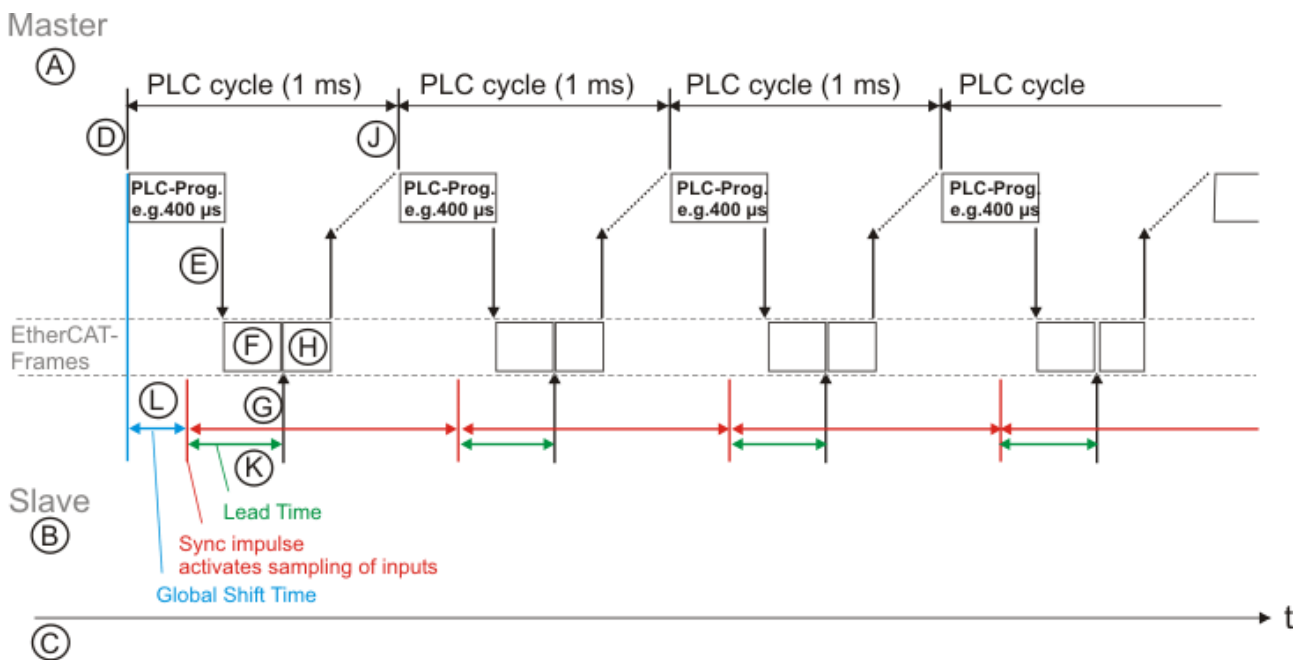 Master
A
PLC cycle (1 ms)
PLC cycle (1 ms)
PLC cycle (1 ms)
PLC cycle
D
J
PLC-Prog.
e.g.400 µs
PLC-Prog.
e.g.400 µs
PLC-Prog.
e.g.400 µs
PLC-Prog.
e.g.400 µs
E
EtherCAT-
Frames
F
H
L
G
K
Slave
B
Lead Time
Sync impulse
activates sampling of inputs
Global Shift Time
t
C